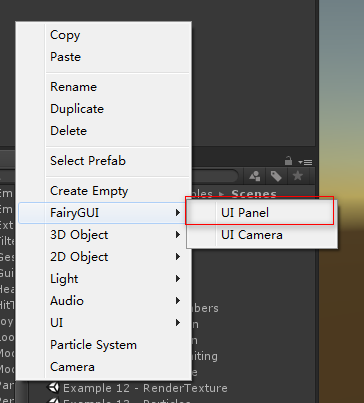 Copy
Paste
Rename
Duplicate
Delete
Select Prefab
Create Empty
FairyGUI
UI Panel
UI Camera
3D Object
2D Object
Light
Audio
UI
Particle System
Camera
Scenes
Example 12 - RenderTexture